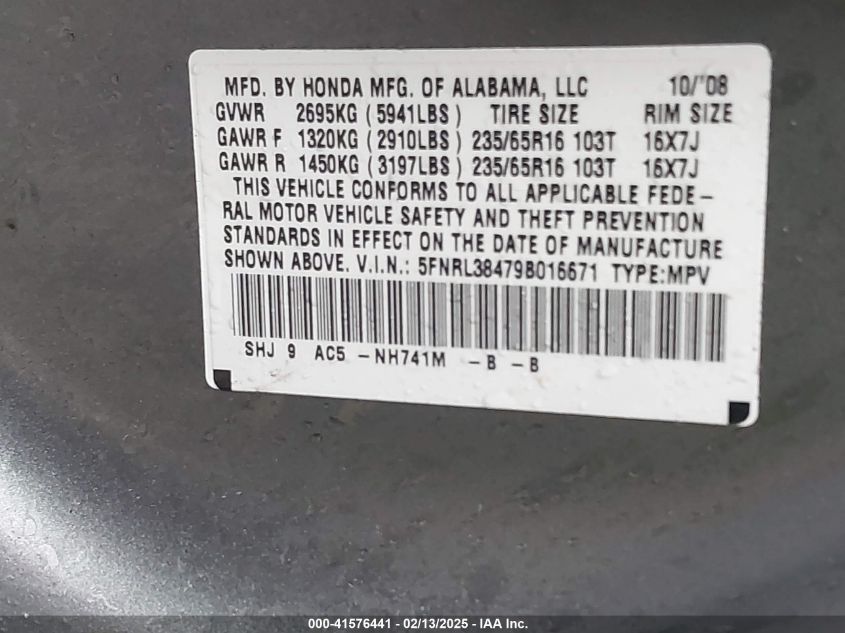 MFD. BY HONDA MFG. OF ALABAMA, LLC 10/'08
GVWR 2695KG (5941LBS) TIRE SIZE RIM SIZE
GAWR F 1320KG (2910LBS) 235/65R16 103T 16X7J
GAWR R 1450KG (3197LBS) 235/65R16 103T 16X7J
THIS VEHICLE CONFORMS TO ALL APPLICABLE FEDE-
RAL MOTOR VEHICLE SAFETY AND THEFT PREVENTION
STANDARDS IN EFFECT ON THE DATE OF MANUFACTURE
SHOWN ABOVE. V.I.N.: 5FNRL38479B016671 TYPE:MPV
SHJ 9 AC5 -NH741M -B -B
000-41576441 - 02/13/2025 - IAA Inc.